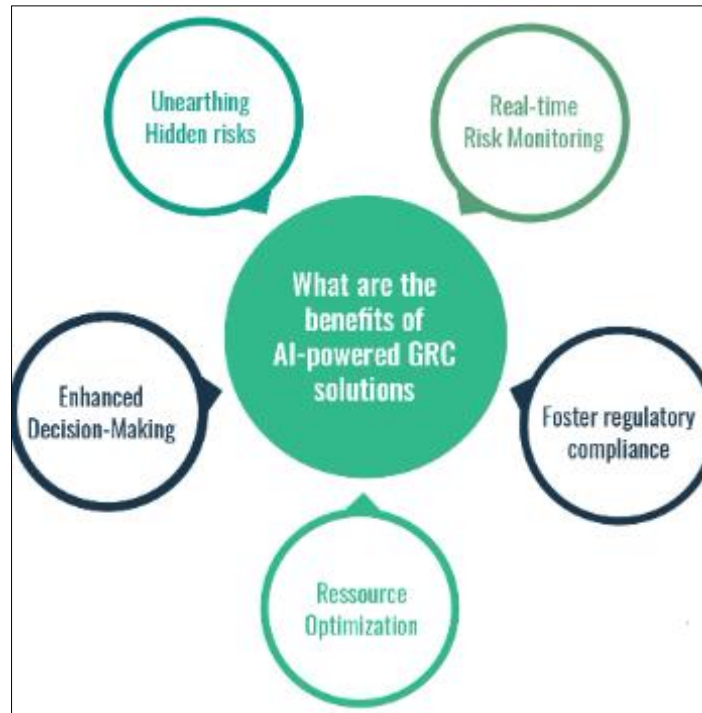 Unearthing
Hidden risks
Real-time
Risk Monitoring
What are the
benefits of
AI-powered GRC
solutions
Enhanced
Decision-Making
Foster regulatory
compliance
Ressource
Optimization